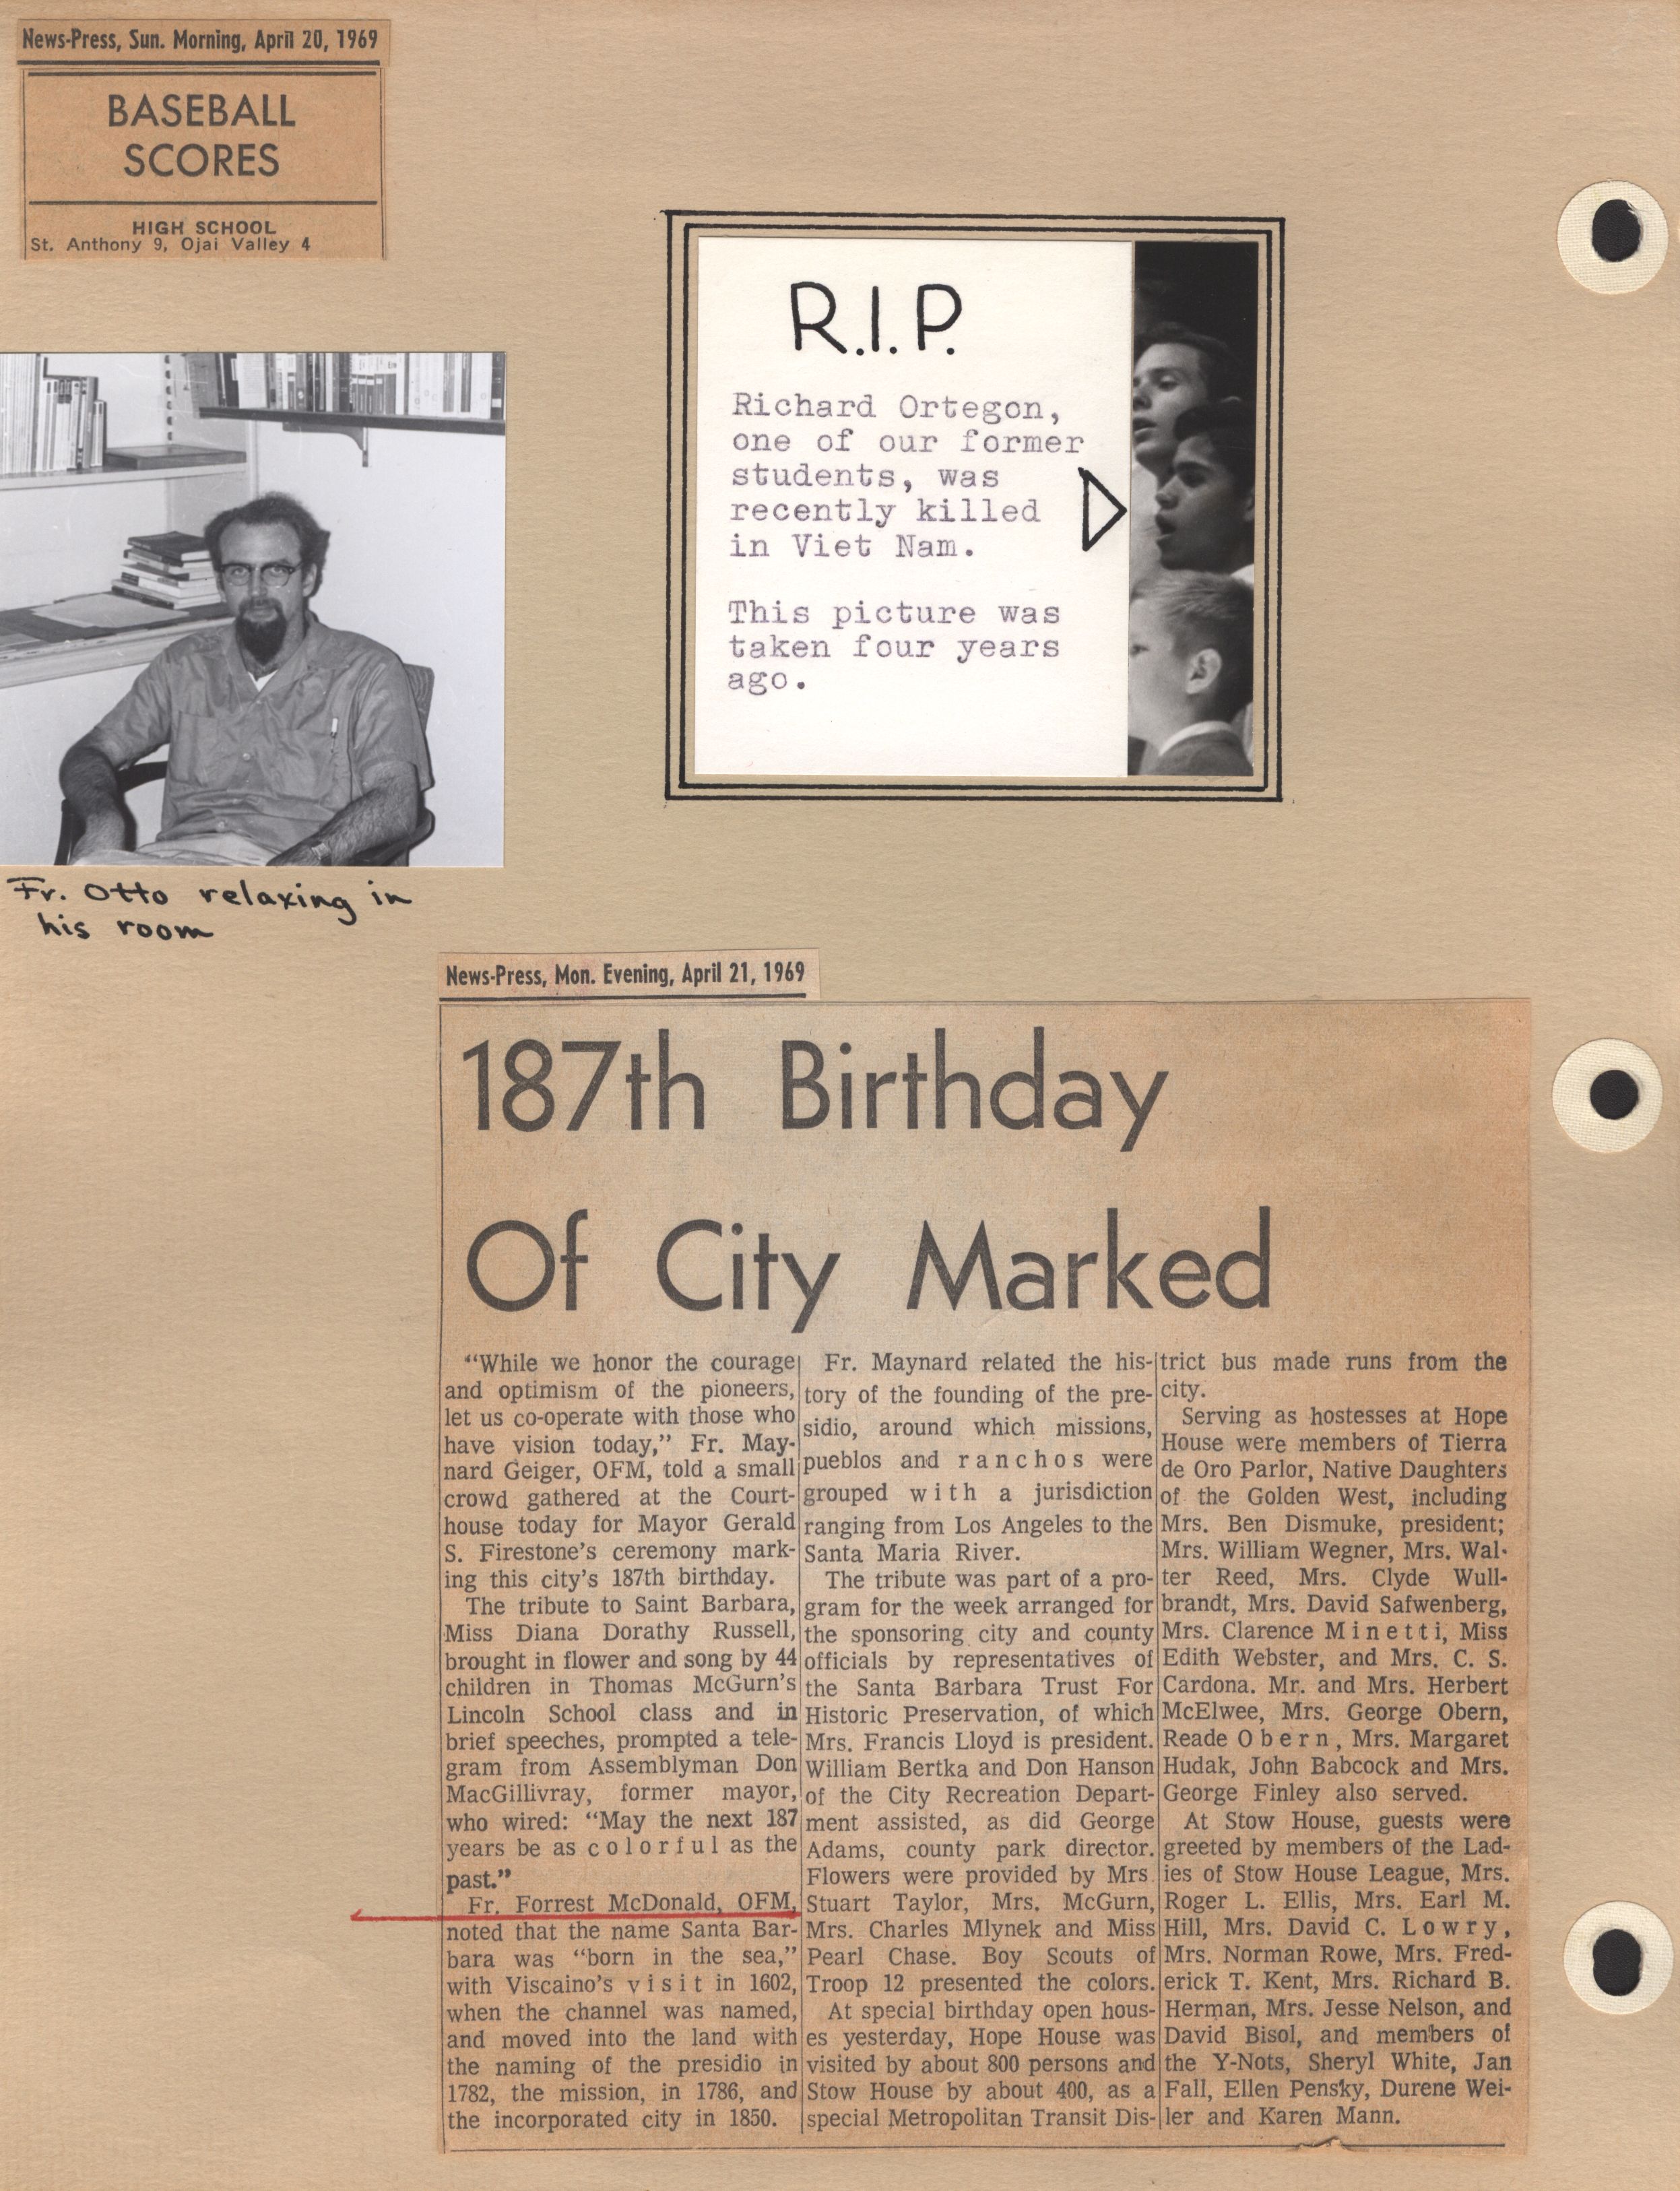 News-Press, Sun. Morning, April 20, 1969
BASEBALL
SCORES
HIGH SCHOOL
St. Anthony 9, Ojai Valley 4
R.I.P.
Richard Ortegon,
one of our former
students, was
recently killed
in Viet Nam.
This picture was
taken four years
ago.
Fr. Otto relaxing in
his room
News-Press, Mon. Evening, April 21, 1969
187th Birthday
Of City Marked
“While we honor the courage
and optimism of the pioneers,
let us co-operate with those who
have vision today,” Fr. May-
nard Geiger, OFM, told a small
crowd gathered at the Court-
house today for Mayor Gerald
S. Firestone’s ceremony mark-
ing this city’s 187th birthday.
The tribute to Saint Barbara,
Miss Diana Dorathy Russell,
brought in flower and song by 44
children in Thomas McGurn’s
Lincoln School class and in
brief speeches, prompted a tele-
gram from Assemblyman Don
MacGillivray, former mayor,
who wired: “May the next 187
years be as colorful as the
past.”
Fr. Forrest McDonald, OFM,
noted that the name Santa Bar-
bara was “born in the sea,”
with Viscaino’s visit in 1602,
when the channel was named,
and moved into the land with
the naming of the presidio in
1782, the mission, in 1786, and
the incorporated city in 1850.
Fr. Maynard related the his-
tory of the founding of the pre-
sidio, around which missions,
pueblos and ranchos were
grouped with a jurisdiction
ranging from Los Angeles to the
Santa Maria River.
The tribute was part of a pro-
gram for the week arranged for
the sponsoring city and county
officials by representatives of
the Santa Barbara Trust For
Historic Preservation, of which
Mrs. Francis Lloyd is president.
William Bertka and Don Hanson
of the City Recreation Depart-
ment assisted, as did George
Adams, county park director.
Flowers were provided by Mrs.
Stuart Taylor, Mrs. McGurn,
Mrs. Charles Mlynek and Miss
Pearl Chase. Boy Scouts of
Troop 12 presented the colors.
At special birthday open hous-
es yesterday, Hope House was
visited by about 800 persons and
Stow House by about 400, as a
special Metropolitan Transit Dis-
trict bus made runs from the
city.
Serving as hostesses at Hope
House were members of Tierra
de Oro Parlor, Native Daughters
of the Golden West, including
Mrs. Ben Dismuke, president;
Mrs. William Wegner, Mrs. Wal-
ter Reed, Mrs. Clyde Wull-
brandt, Mrs. David Safwenberg,
Mrs. Clarence Minetti, Miss
Edith Webster, and Mrs. C. S.
Cardona. Mr. and Mrs. Herbert
McElwee, Mrs. George Obern,
Reade Obern, Mrs. Margaret
Hudak, John Babcock and Mrs.
George Finley also served.
At Stow House, guests were
greeted by members of the Lad-
ies of Stow House League, Mrs.
Roger L. Ellis, Mrs. Earl M.
Hill, Mrs. David C. Lowry,
Mrs. Norman Rowe, Mrs. Fred-
erick T. Kent, Mrs. Richard B.
Herman, Mrs. Jesse Nelson, and
David Bisol, and members of
the Y-Nots, Sheryl White, Jan
Fall, Ellen Pensky, Durene Wei-
ler and Karen Mann.